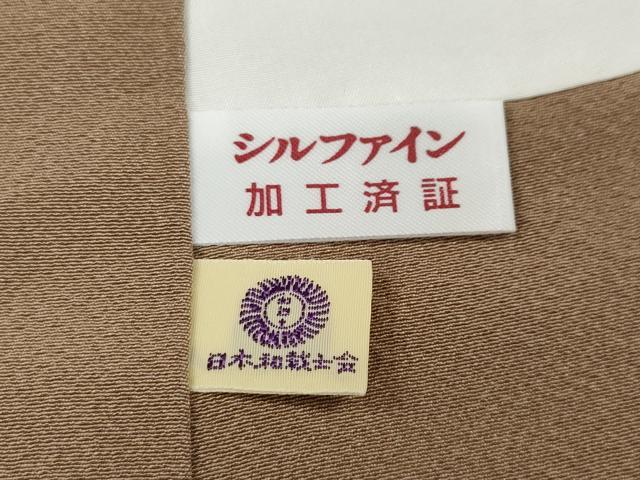 シルファイン
加工済証
日本和裁士会